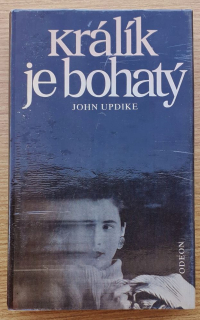 Králík
je bohatý
JOHN UPDIKE
ODEON